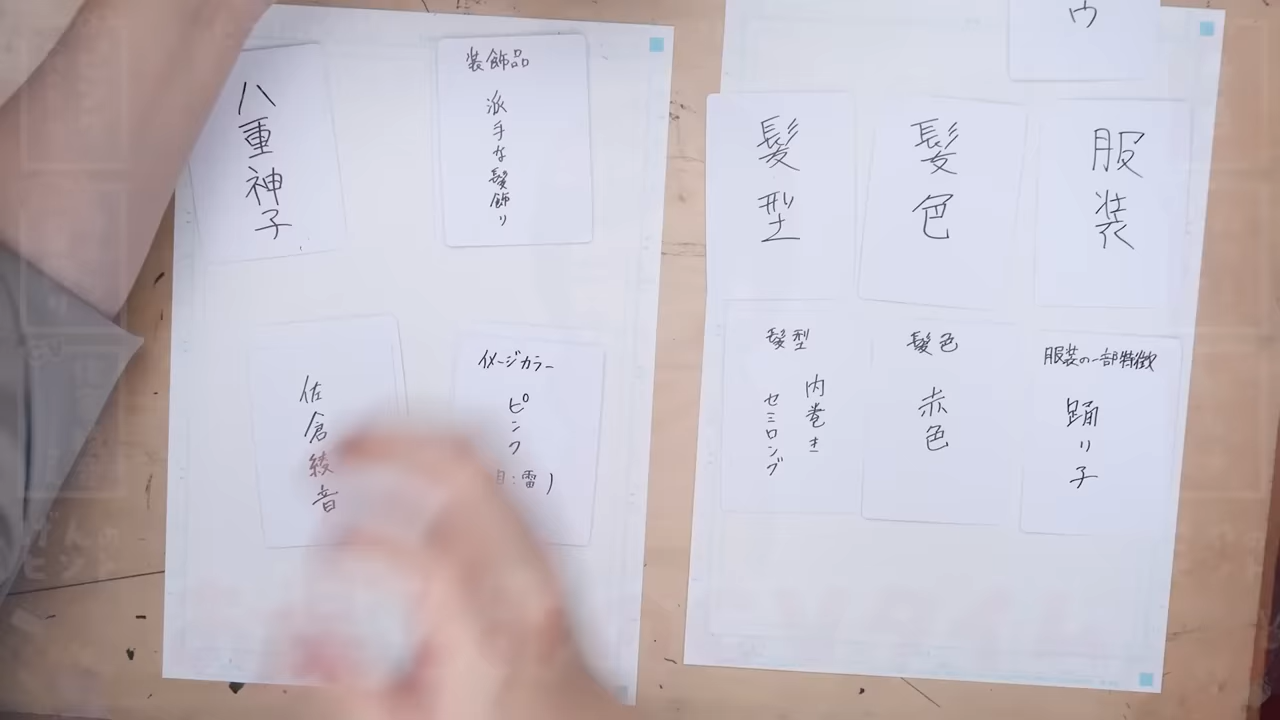 八重神子
装飾品
派手な髪飾り
佐倉綾音
イメージカラー
ピンク
目:雷)
ウ
髪型
髪色
服装
髪型
内巻き
セミロング
髪色
赤色
服装の一部特徴
踊り子